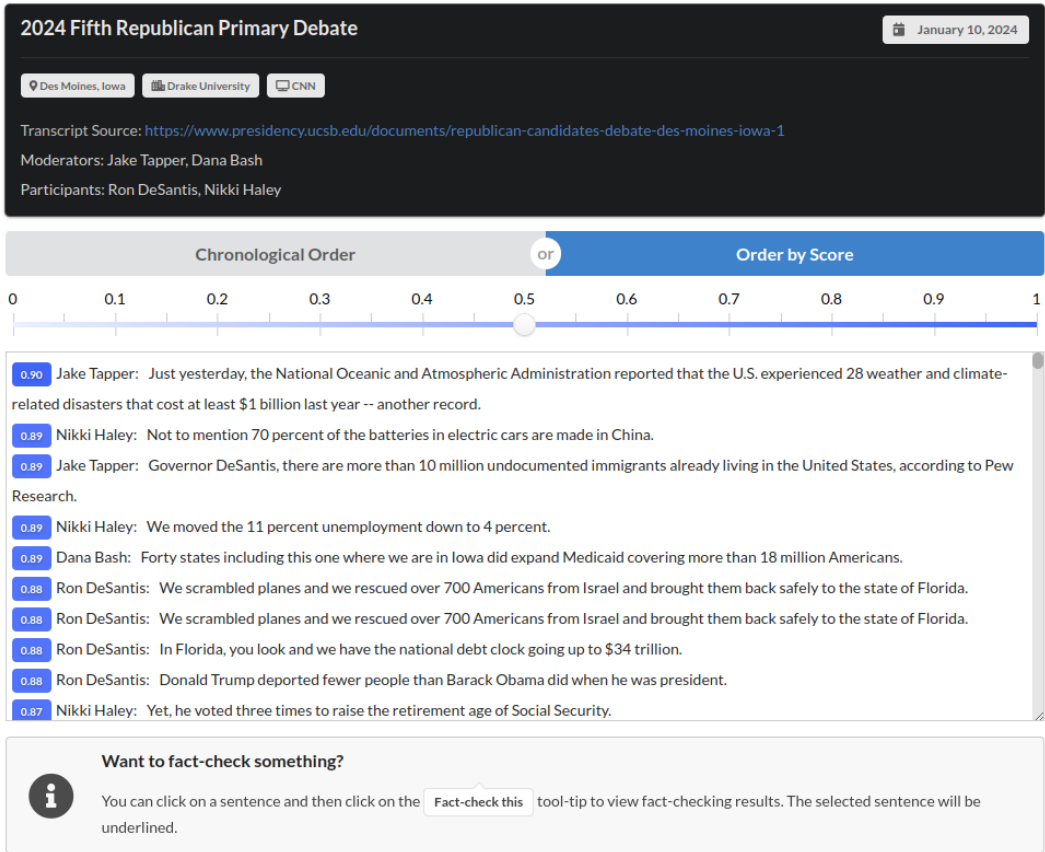 2024 Fifth Republican Primary Debate
January 10, 2024
Des Moines, Iowa
Drake University
CNN
Transcript Source: https://www.presidency.ucsb.edu/documents/republican-candidates-debate-des-moines-iowa-1
Moderators: Jake Tapper, Dana Bash
Participants: Ron DeSantis, Nikki Haley
Chronological Order or Order by Score
0 0.1 0.2 0.3 0.4 0.5 0.6 0.7 0.8 0.9 1
0.90 Jake Tapper: Just yesterday, the National Oceanic and Atmospheric Administration reported that the U.S. experienced 28 weather and climate-
related disasters that cost at least $1 billion last year -- another record.
0.89 Nikki Haley: Not to mention 70 percent of the batteries in electric cars are made in China.
0.89 Jake Tapper: Governor DeSantis, there are more than 10 million undocumented immigrants already living in the United States, according to Pew
Research.
0.89 Nikki Haley: We moved the 11 percent unemployment down to 4 percent.
0.89 Dana Bash: Forty states including this one where we are in Iowa did expand Medicaid covering more than 18 million Americans.
0.88 Ron DeSantis: We scrambled planes and we rescued over 700 Americans from Israel and brought them back safely to the state of Florida.
0.88 Ron DeSantis: We scrambled planes and we rescued over 700 Americans from Israel and brought them back safely to the state of Florida.
0.88 Ron DeSantis: In Florida, you look and we have the national debt clock going up to $34 trillion.
0.88 Ron DeSantis: Donald Trump deported fewer people than Barack Obama did when he was president.
0.87 Nikki Haley: Yet, he voted three times to raise the retirement age of Social Security.
Want to fact-check something?
You can click on a sentence and then click on the Fact-check this tool-tip to view fact-checking results. The selected sentence will be
underlined.